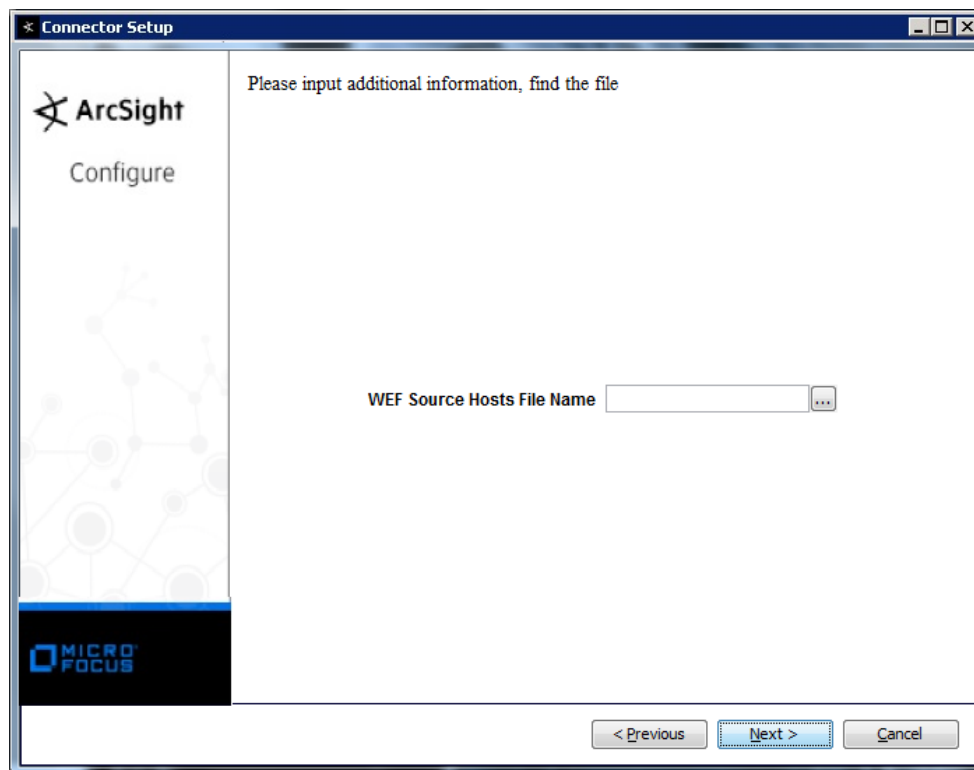 Connector Setup
ArcSight
Configure
Please input additional information, find the file
WEF Source Hosts File Name
...
MICRO
FOCUS
< Previous
Next >
Cancel